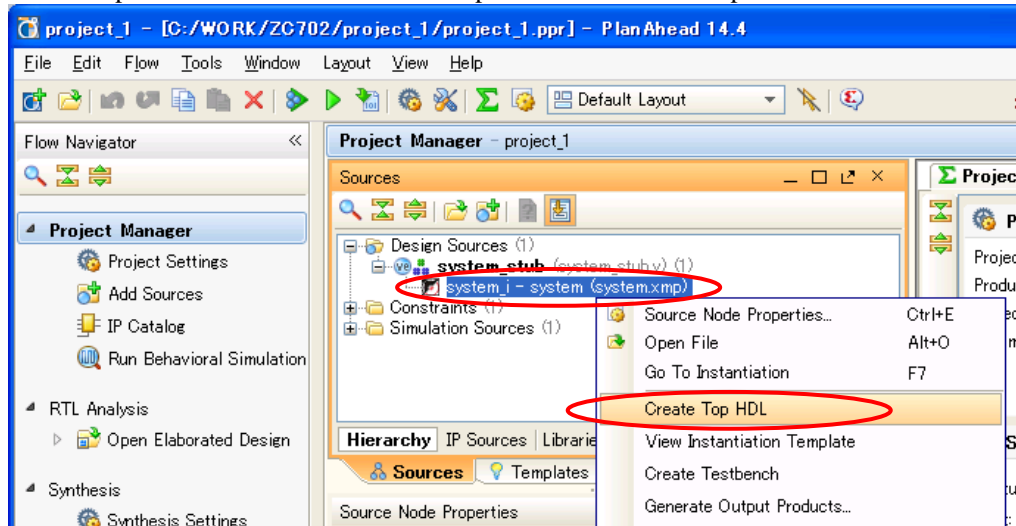 project_1 - [C:/WORK/ZC702/project_1/project_1.ppr] - PlanAhead 14.4
File Edit Flow Tools Window Layout View Help
Default Layout
Flow Navigator
Project Manager - project_1
Sources
Projec
Project Manager
Project Settings
Add Sources
IP Catalog
Run Behavioral Simulation
RTL Analysis
Open Elaborated Design
Synthesis
Synthesis Settings
Design Sources (1)
system_stub (system_stub.v) (1)
system_i - system (system.xmp)
Constraints (1)
Simulation Sources (1)
Hierarchy IP Sources Librarie
Sources Templates
Source Node Properties
Source Node Properties... Ctrl+E
Open File Alt+O
Go To Instantiation F7
Create Top HDL
View Instantiation Template
Create Testbench
Generate Output Products...
P
Projec
Produ